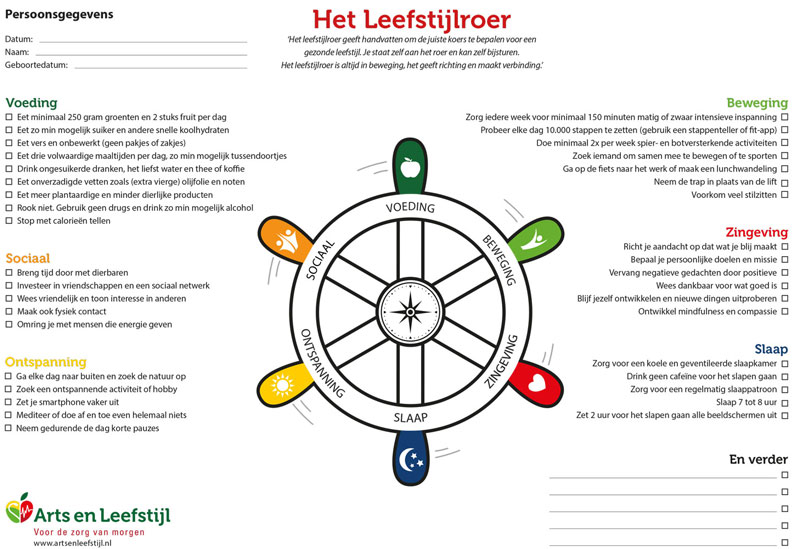 Persoonsgegevens
Datum:
Naam:
Geboortedatum:
Het Leefstijlroer
'Het leefstijlroer geeft handvatten om de juiste koers te bepalen voor een
gezonde leefstijl. Je staat zelf aan het roer en kan zelf bijsturen.
Het leefstijlroer is altijd in beweging, het geeft richting en maakt verbinding.'
Voeding
Eet minimaal 250 gram groenten en 2 stuks fruit per dag
Eet zo min mogelijk suiker en andere snelle koolhydraten
Eet vers en onbewerkt (geen pakjes of zakjes)
Eet drie volwaardige maaltijden per dag, zo min mogelijk tussendoortjes
Drink ongesuikerde dranken, het liefst water en thee of koffie
Eet onverzadigde vetten zoals (extra vierge) olijfolie en noten
Eet meer plantaardige en minder dierlijke producten
Rook niet. Gebruik geen drugs en drink zo min mogelijk alcohol
Stop met calorieën tellen
Sociaal
Breng tijd door met dierbaren
Investeer in vriendschappen en een sociaal netwerk
Wees vriendelijk en toon interesse in anderen
Maak ook fysiek contact
Omring je met mensen die energie geven
Ontspanning
Ga elke dag naar buiten en zoek de natuur op
Zoek een ontspannende activiteit of hobby
Zet je smartphone vaker uit
Mediteer of doe af en toe even helemaal niets
Neem gedurende de dag korte pauzes
VOEDING
BEWEGING
ZINGEVING
SLAAP
ONTSPANNING
SOCIAAL
Beweging
Zorg iedere week voor minimaal 150 minuten matig of zwaar intensieve inspanning
Probeer elke dag 10.000 stappen te zetten (gebruik een stappenteller of fit-app)
Doe minimaal 2x per week spier- en botversterkende activiteiten
Zoek iemand om samen mee te bewegen of te sporten
Ga op de fiets naar het werk of maak een lunchwandeling
Neem de trap in plaats van de lift
Voorkom veel stilzitten
Zingeving
Richt je aandacht op dat wat je blij maakt
Bepaal je persoonlijke doelen en missie
Vervang negatieve gedachten door positieve
Wees dankbaar voor wat goed is
Blijf jezelf ontwikkelen en nieuwe dingen uitproberen
Ontwikkel mindfulness en compassie
Slaap
Zorg voor een koele en geventileerde slaapkamer
Drink geen cafeïne voor het slapen gaan
Zorg voor een regelmatig slaappatroon
Slaap 7 tot 8 uur
Zet 2 uur voor het slapen gaan alle beeldschermen uit
En verder
Arts en Leefstijl
Voor de zorg van morgen
www.artsenleefstijl.nl